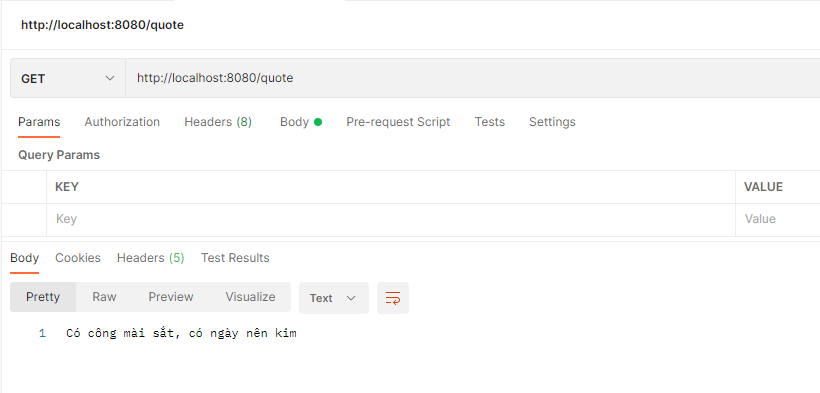 http://localhost:8080/quote
GET http://localhost:8080/quote
Params Authorization Headers (8) Body Pre-request Script Tests Settings
Query Params
KEY VALUE
Key Value
Body Cookies Headers (5) Test Results
Pretty Raw Preview Visualize Text
1 Có công mài sắt, có ngày nên kim